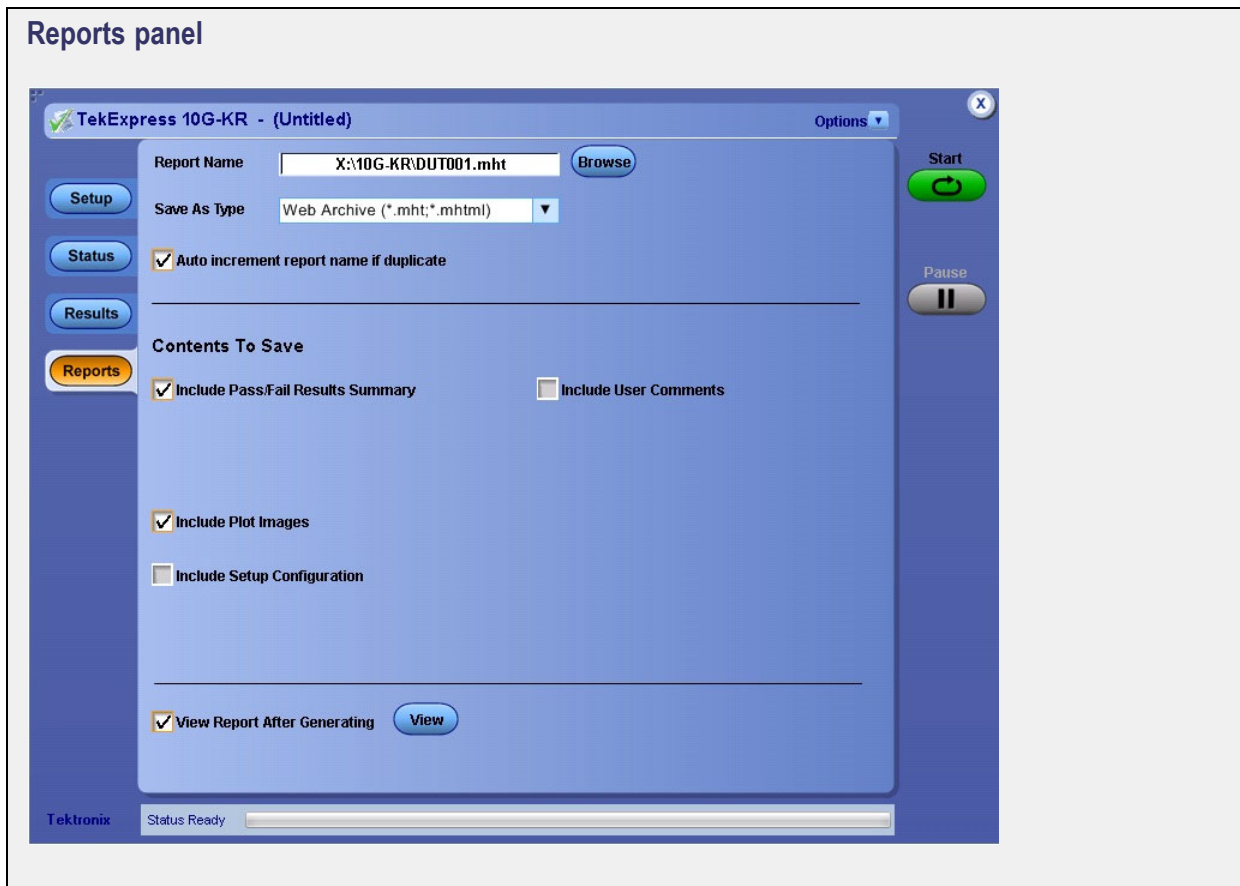 Reports panel
TekExpress 10G-KR - (Untitled)
Options
X
Report Name
X:\10G-KR\DUT001.mht
Browse
Start
Setup
Save As Type
Web Archive (*.mht;*.mhtml)
Status
Auto increment report name if duplicate
Pause
Results
Contents To Save
Reports
Include Pass/Fail Results Summary
Include User Comments
Include Plot Images
Include Setup Configuration
View Report After Generating
View
Tektronix
Status Ready